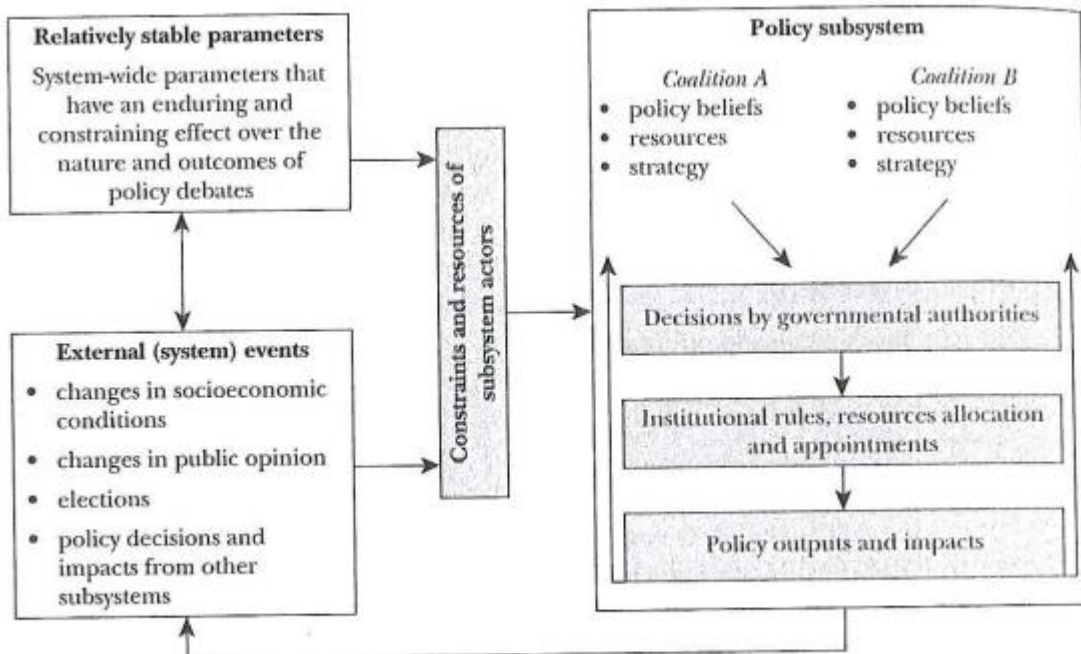 Relatively stable parameters
System-wide parameters that
have an enduring and
constraining effect over the
nature and outcomes of
policy debates
External (system) events
• changes in socioeconomic
conditions
• changes in public opinion
• elections
• policy decisions and
impacts from other
subsystems
Constraints and resources of
subsystem actors
Policy subsystem
Coalition A
• policy beliefs
• resources
• strategy
Coalition B
• policy beliefs
• resources
• strategy
Decisions by governmental authorities
Institutional rules, resources allocation
and appointments
Policy outputs and impacts